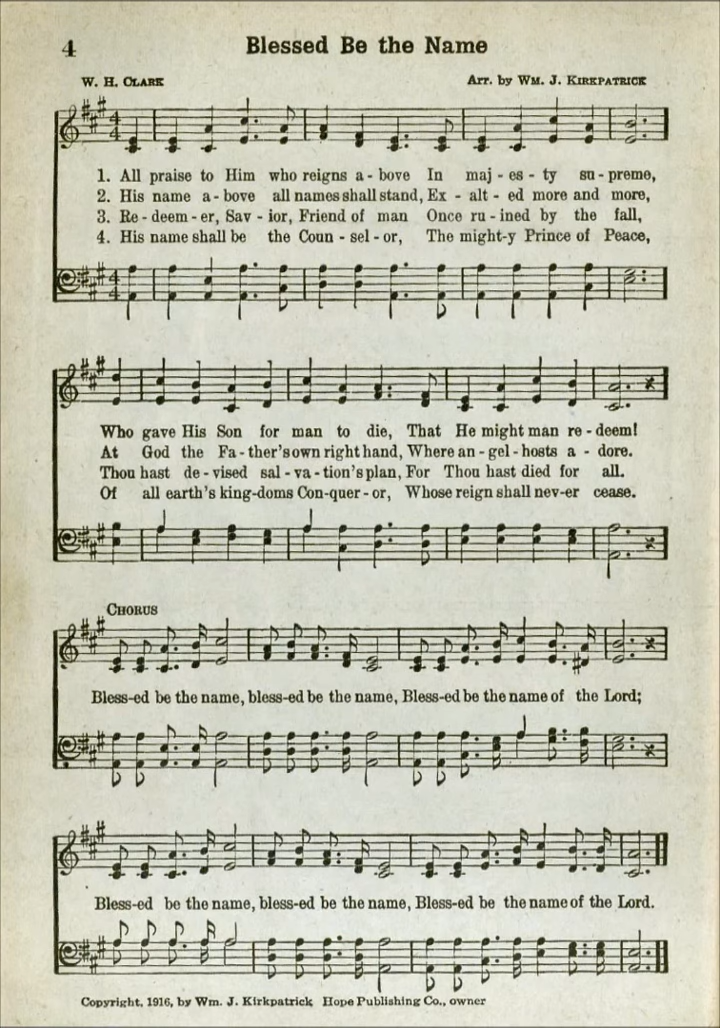 4
Blessed Be the Name
W. H. Clark
Arr. by Wm. J. Kirkpatrick
4
4
1. All praise to Him who reigns a - bove In maj - es - ty su - preme,
2. His name a - bove all names shall stand, Ex - alt - ed more and more,
3. Re - deem - er, Sav - ior, Friend of man Once ru - ined by the fall,
4. His name shall be the Coun - sel - or, The might-y Prince of Peace,
4
4
Who gave His Son for man to die, That He might man re - deem!
At God the Fa - ther's own right hand, Where an - gel - hosts a - dore.
Thou hast de - vised sal - va - tion's plan, For Thou hast died for all.
Of all earth's king-doms Con-quer - or, Whose reign shall nev-er cease.
Chorus
Bless-ed be the name, bless-ed be the name, Bless-ed be the name of the Lord;
Bless-ed be the name, bless-ed be the name, Bless-ed be the name of the Lord.
Copyright, 1916, by Wm. J. Kirkpatrick Hope Publishing Co., owner